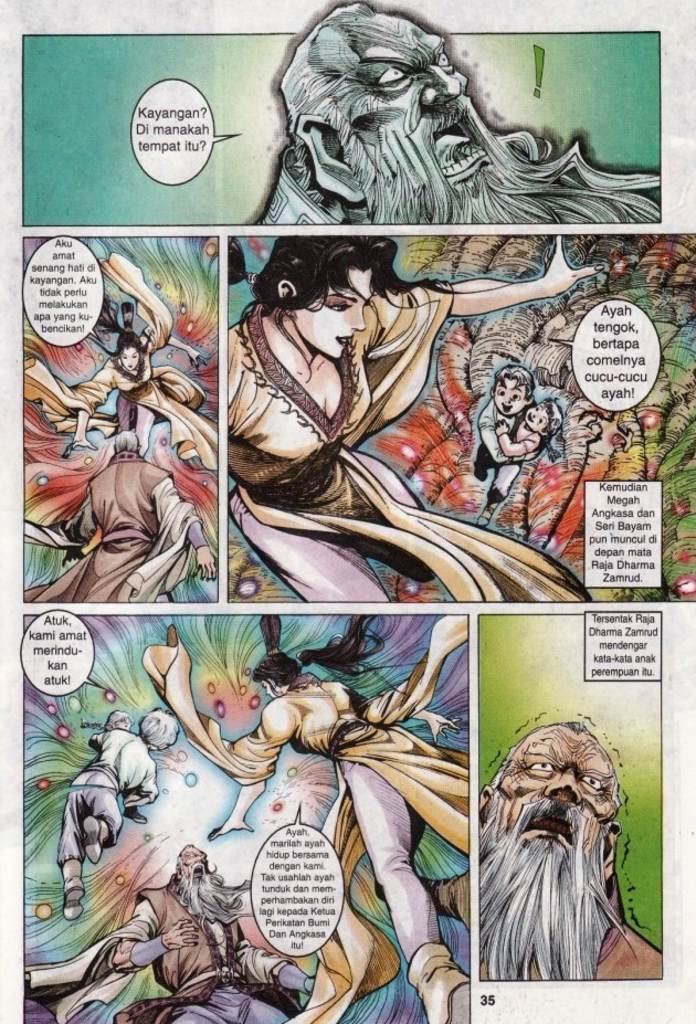 Kayangan?
Di manakah
tempat itu?
!
Aku
amat
senang hati di
kayangan. Aku
tidak perlu
melakukan
apa yang ku-
bencikan!
Ayah
tengok,
bertapa
comelnya
cucu-cucu
ayah!
Kemudian
Megah
Angkasa dan
Seri Bayam
pun muncul di
depan mata
Raja Dharma
Zamrud.
Atuk,
kami amat
merindu-
kan
atuk!
Ayah,
marilah ayah
hidup bersama
dengan kami.
Tak usahlah ayah
tunduk dan mem-
perhambakan diri
lagi kepada Ketua
Perikatan Bumi
Dan Angkasa
itu!
Tersentak Raja
Dharma Zamrud
mendengar
kata-kata anak
perempuan itu.
35